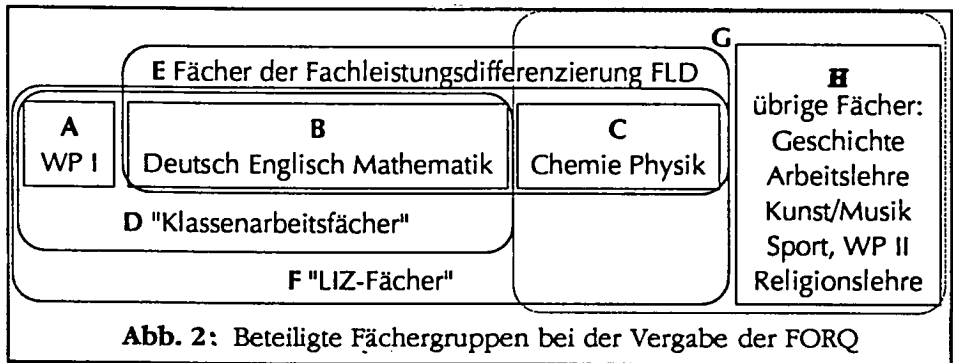 G
E Fächer der Fachleistungsdifferenzierung FLD
A
WP I
B
Deutsch Englisch Mathematik
C
Chemie Physik
H
übrige Fächer:
Geschichte
Arbeitslehre
Kunst/Musik
Sport, WP II
Religionslehre
D "Klassenarbeitsfächer"
F "LIZ-Fächer"
Abb. 2: Beteiligte Fächergruppen bei der Vergabe der FORQ